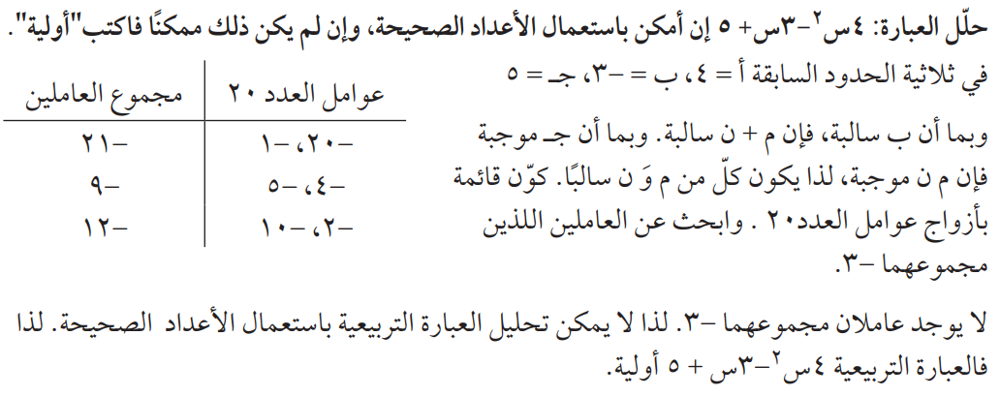 حلّل العبارة: ٤س٢ –٣س+ ٥ إن أمكن باستعمال الأعداد الصحيحة، وإن لم يكن ذلك ممكنًا فاكتب "أولية".
في ثلاثية الحدود السابقة أ = ٤، ب = –٣، جـ = ٥
وبما أن ب سالبة، فإن م + ن سالبة. وبما أن جـ موجبة
فإن م ن موجبة، لذا يكون كلّ من م وَ ن سالبًا. كوّن قائمة
بأزواج عوامل العدد٢٠ . وابحث عن العاملين اللذين
مجموعهما –٣.
عوامل العدد ٢٠ مجموع العاملين
–٢٠، –١ –٢١
–٤، –٥ –٩
–٢، –١٠ –١٢
لا يوجد عاملان مجموعهما –٣. لذا لا يمكن تحليل العبارة التربيعية باستعمال الأعداد الصحيحة. لذا
فالعبارة التربيعية ٤س٢ –٣س + ٥ أولية.